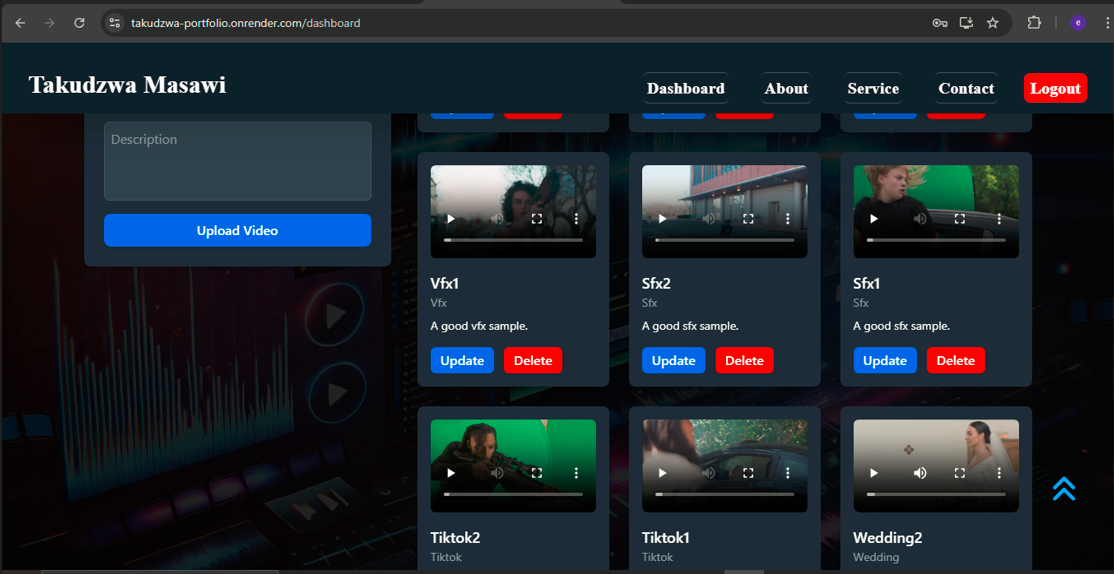 takudzwa-portfolio.onrender.com/dashboard
e
Takudzwa Masawi
Dashboard
About
Service
Contact
Logout
Description
Upload Video
Vfx1
Vfx
A good vfx sample.
Update Delete
Sfx2
Sfx
A good sfx sample.
Update Delete
Sfx1
Sfx
A good sfx sample.
Update Delete
Tiktok2
Tiktok
Tiktok1
Tiktok
Wedding2
Wedding